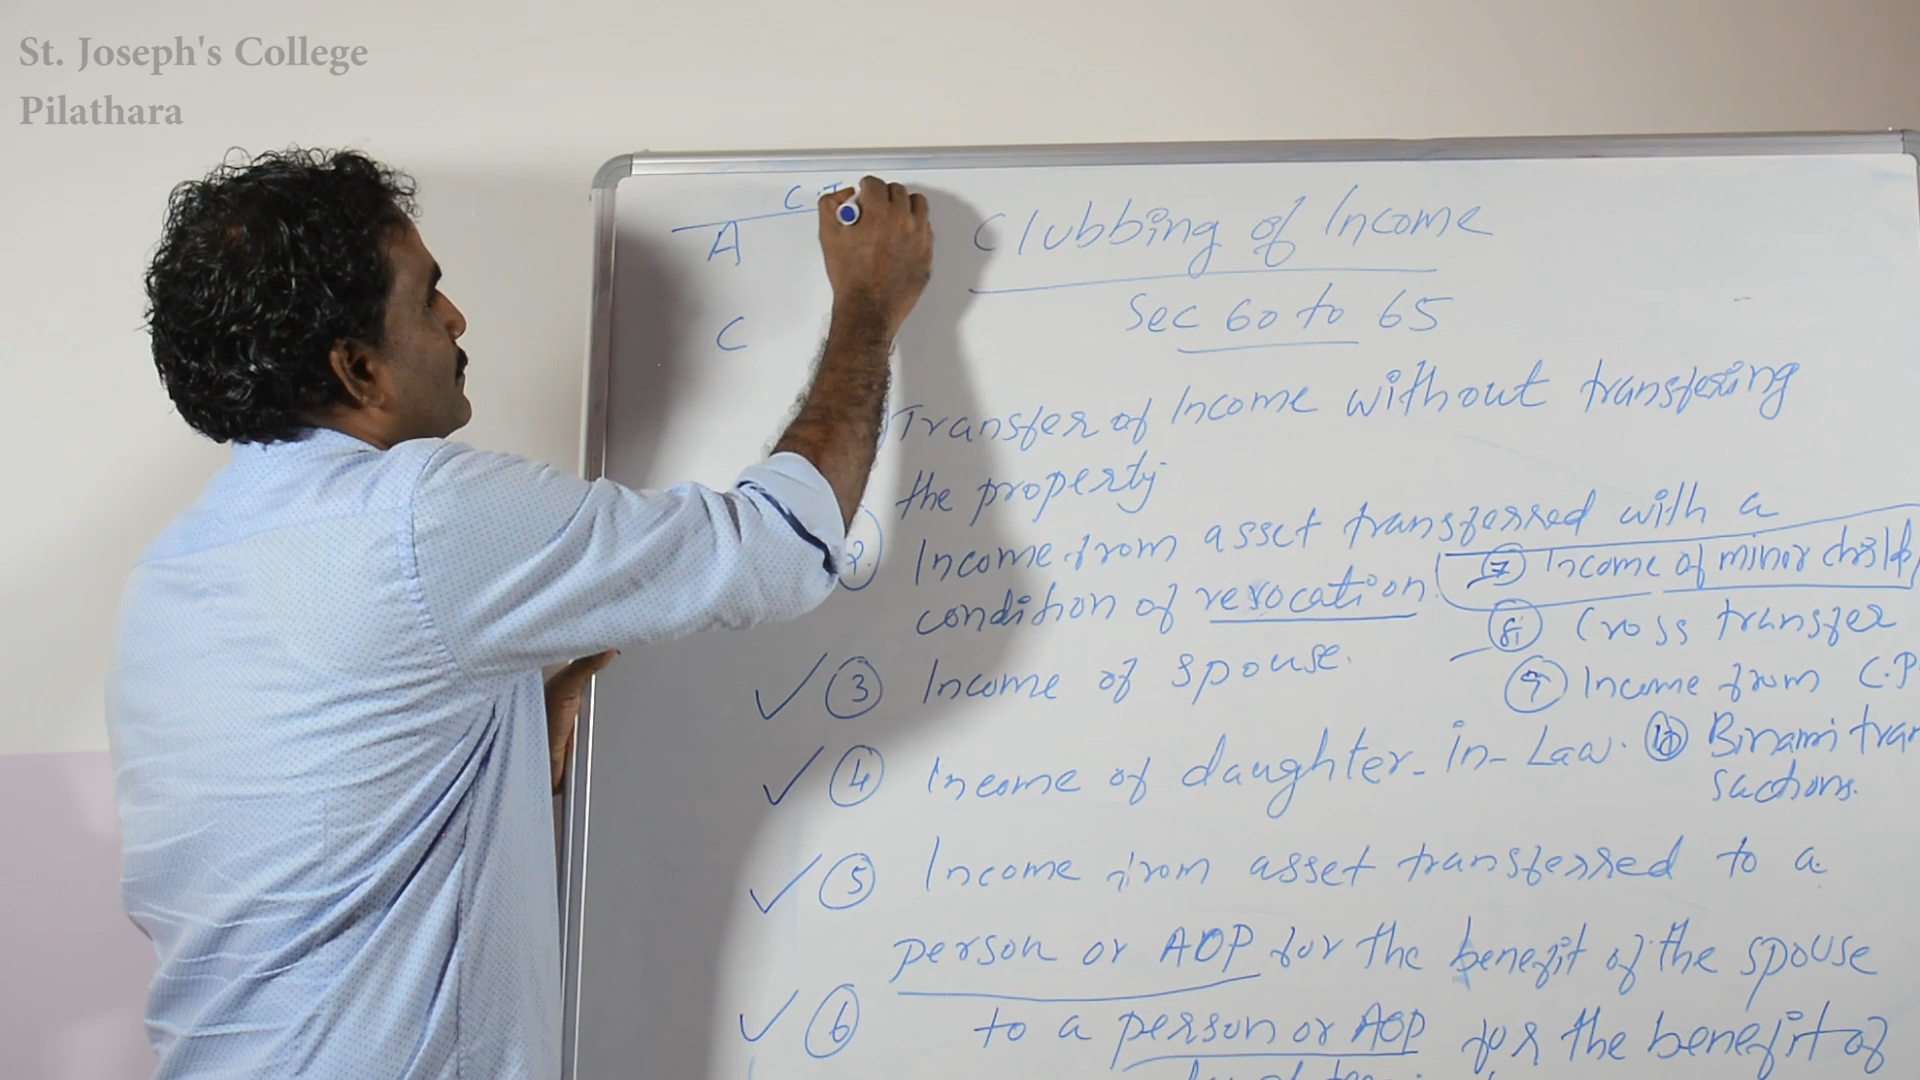 St. Joseph's College
Pilathara
A
C
Clubbing of Income
Sec 60 to 65
Transfer of Income without transfering
the property
2 Income from asset transferred with a
condition of revocation.
✓ 3 Income of spouse.
✓ 4 Income of daughter-in-Law.
✓ 5 Income from asset transferred to a
person or AOP for the benefit of the spouse
✓ 6 to a person or AOP for the benefit of
7 Income of minor child
8 Cross transfer
9 Income from C.P
10 Binami tran
sactions.